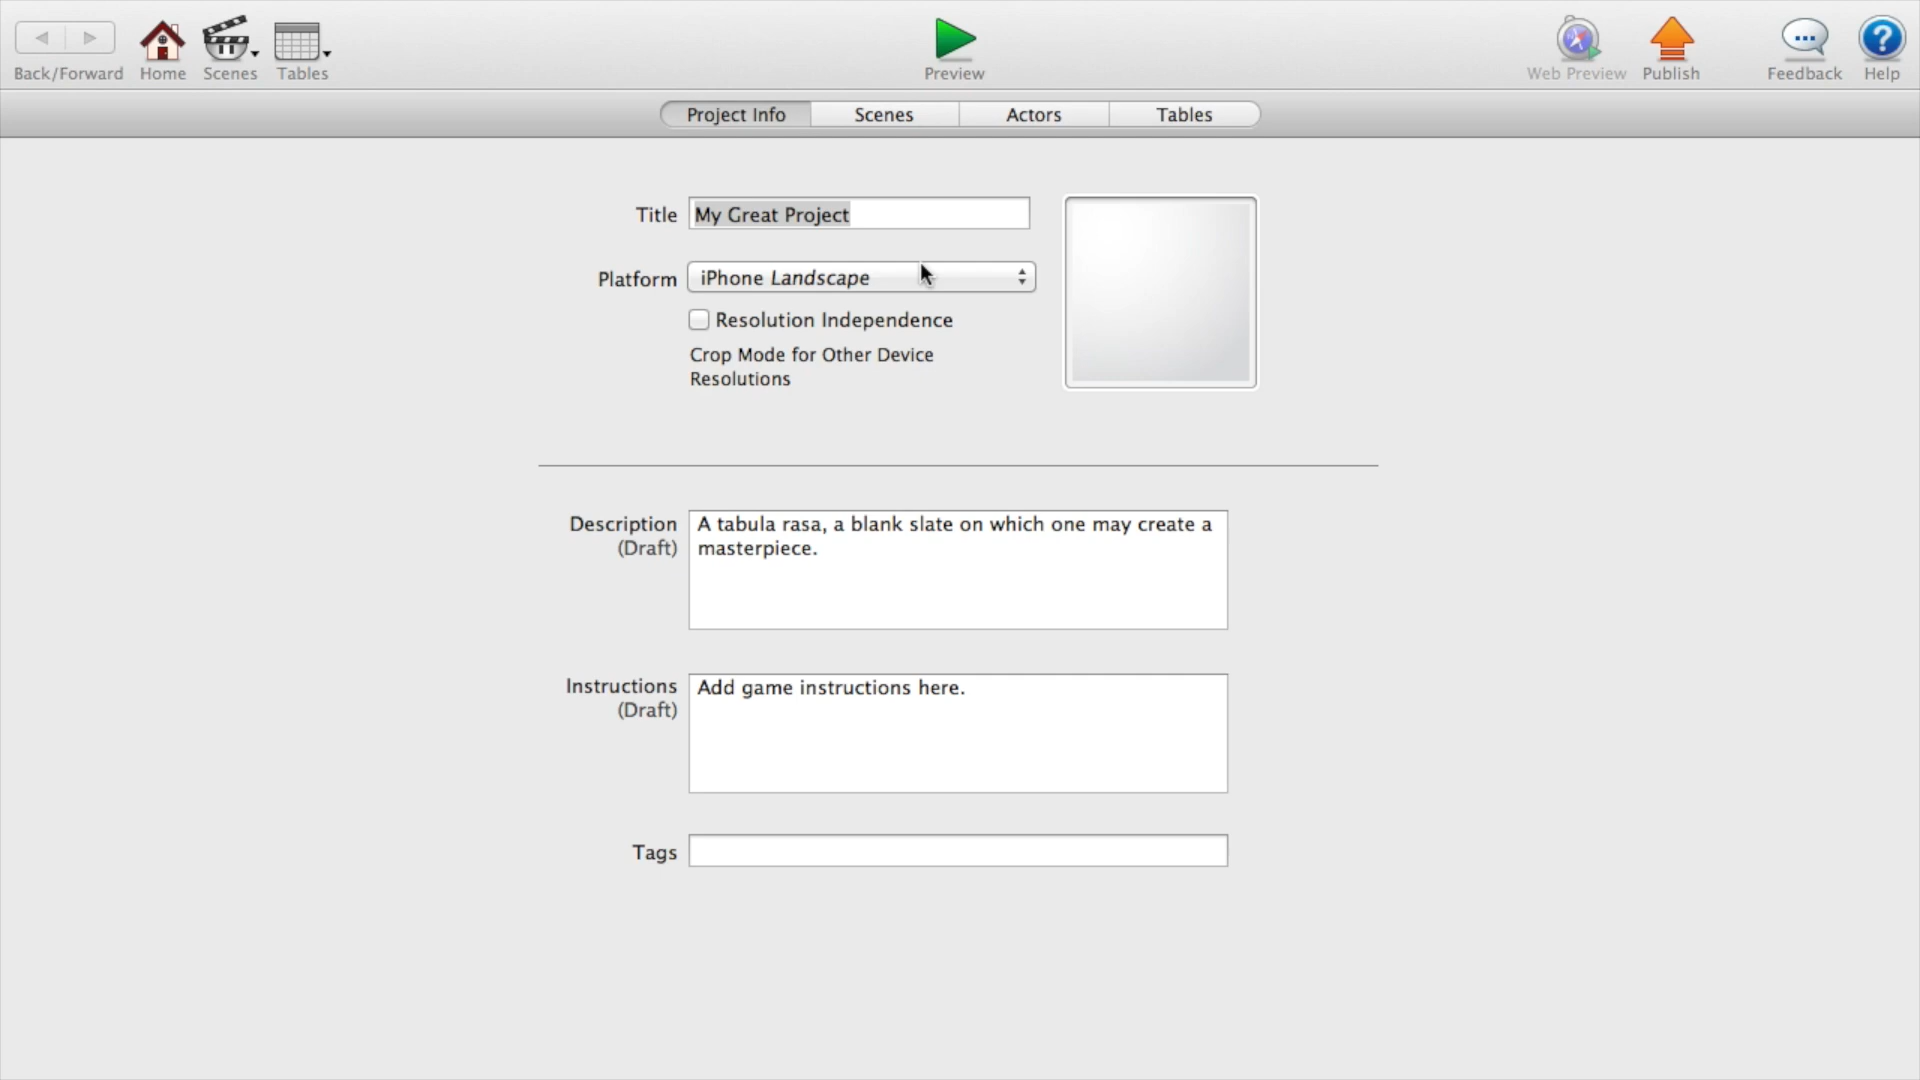 Back/Forward Home Scenes Tables Preview Web Preview Publish Feedback Help
Project Info Scenes Actors Tables
Title My Great Project
Platform iPhone Landscape
Resolution Independence
Crop Mode for Other Device
Resolutions
Description A tabula rasa, a blank slate on which one may create a
(Draft) masterpiece.
Instructions Add game instructions here.
(Draft)
Tags